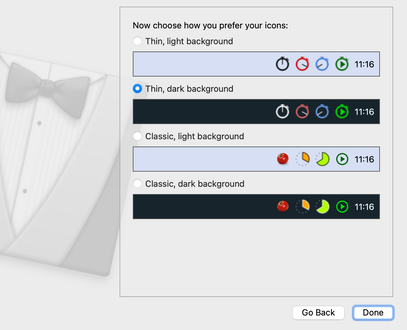 Now choose how you prefer your icons:
Thin, light background
11:16
Thin, dark background
11:16
Classic, light background
11:16
Classic, dark background
11:16
Go Back
Done